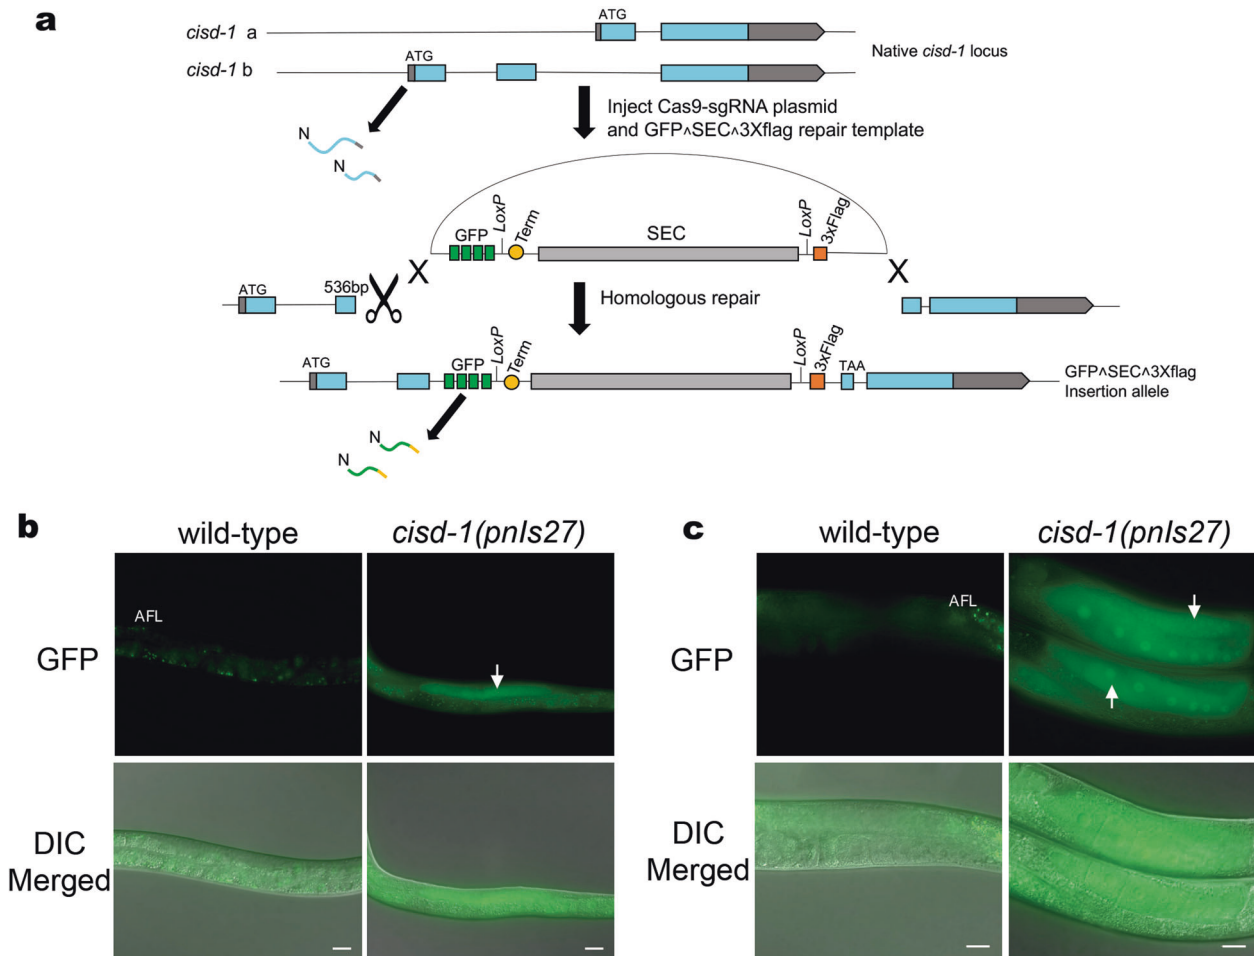 a
cisd-1 a
ATG
Native cisd-1 locus
cisd-1 b
ATG
Inject Cas9-sgRNA plasmid
and GFP^SEC^3Xflag repair template
N
N
GFP
LoxP
Term
SEC
LoxP
3xFlag
X
X
ATG
536bp
Homologous repair
ATG
GFP
LoxP
Term
LoxP
3xFlag
TAA
GFP^SEC^3Xflag
Insertion allele
N
N
b
wild-type
cisd-1(pnIs27)
GFP
AFL
DIC
Merged
c
wild-type
cisd-1(pnIs27)
GFP
AFL
DIC
Merged